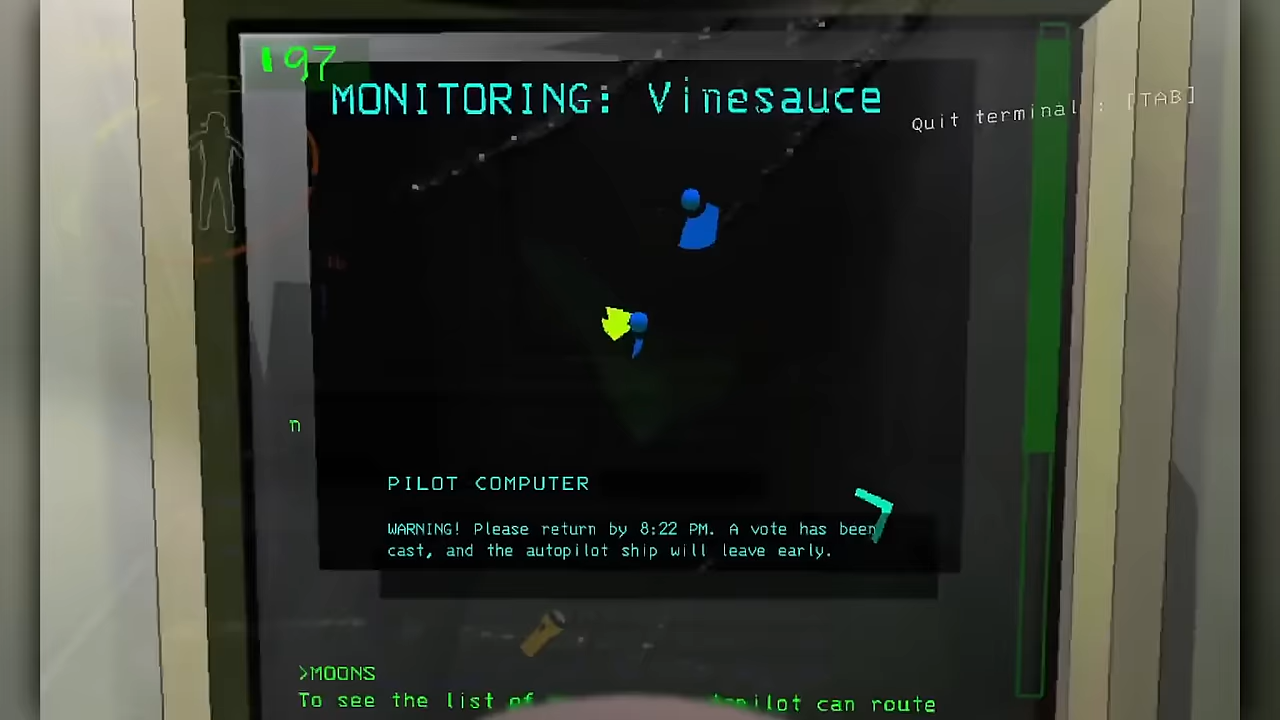 ▮97
MONITORING: Vinesauce
Quit terminal : [TAB]
n
PILOT COMPUTER
WARNING! Please return by 8:22 PM. A vote has been
cast, and the autopilot ship will leave early.
>MOONS
To see the list of can route